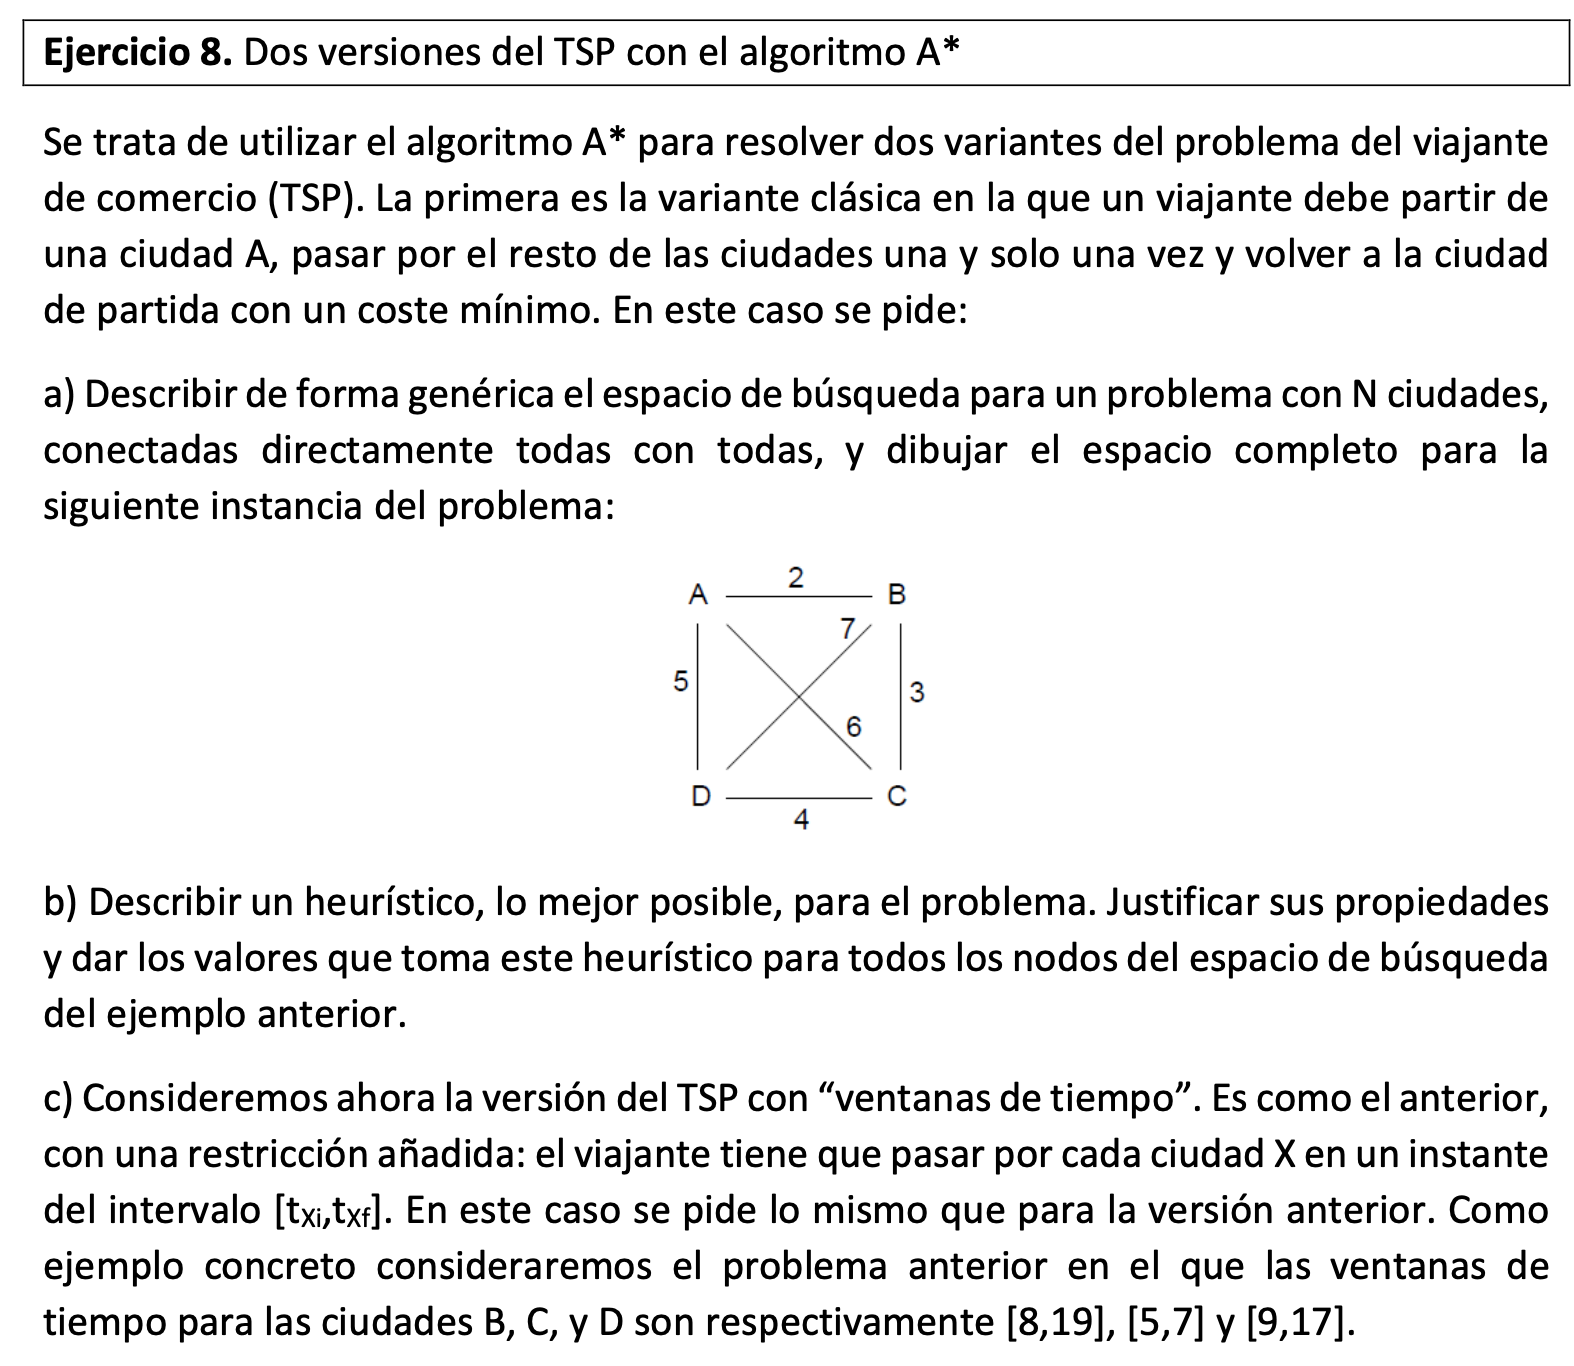 Ejercicio 8. Dos versiones del TSP con el algoritmo A*
Se trata de utilizar el algoritmo A* para resolver dos variantes del problema del viajante
de comercio (TSP). La primera es la variante clásica en la que un viajante debe partir de
una ciudad A, pasar por el resto de las ciudades una y solo una vez y volver a la ciudad
de partida con un coste mínimo. En este caso se pide:
a) Describir de forma genérica el espacio de búsqueda para un problema con N ciudades,
conectadas directamente todas con todas, y dibujar el espacio completo para la
siguiente instancia del problema:
2
A B
7
5 3
6
D C
4
b) Describir un heurístico, lo mejor posible, para el problema. Justificar sus propiedades
y dar los valores que toma este heurístico para todos los nodos del espacio de búsqueda
del ejemplo anterior.
c) Consideremos ahora la versión del TSP con “ventanas de tiempo”. Es como el anterior,
con una restricción añadida: el viajante tiene que pasar por cada ciudad X en un instante
del intervalo [tXi,tXf]. En este caso se pide lo mismo que para la versión anterior. Como
ejemplo concreto consideraremos el problema anterior en el que las ventanas de
tiempo para las ciudades B, C, y D son respectivamente [8,19], [5,7] y [9,17].